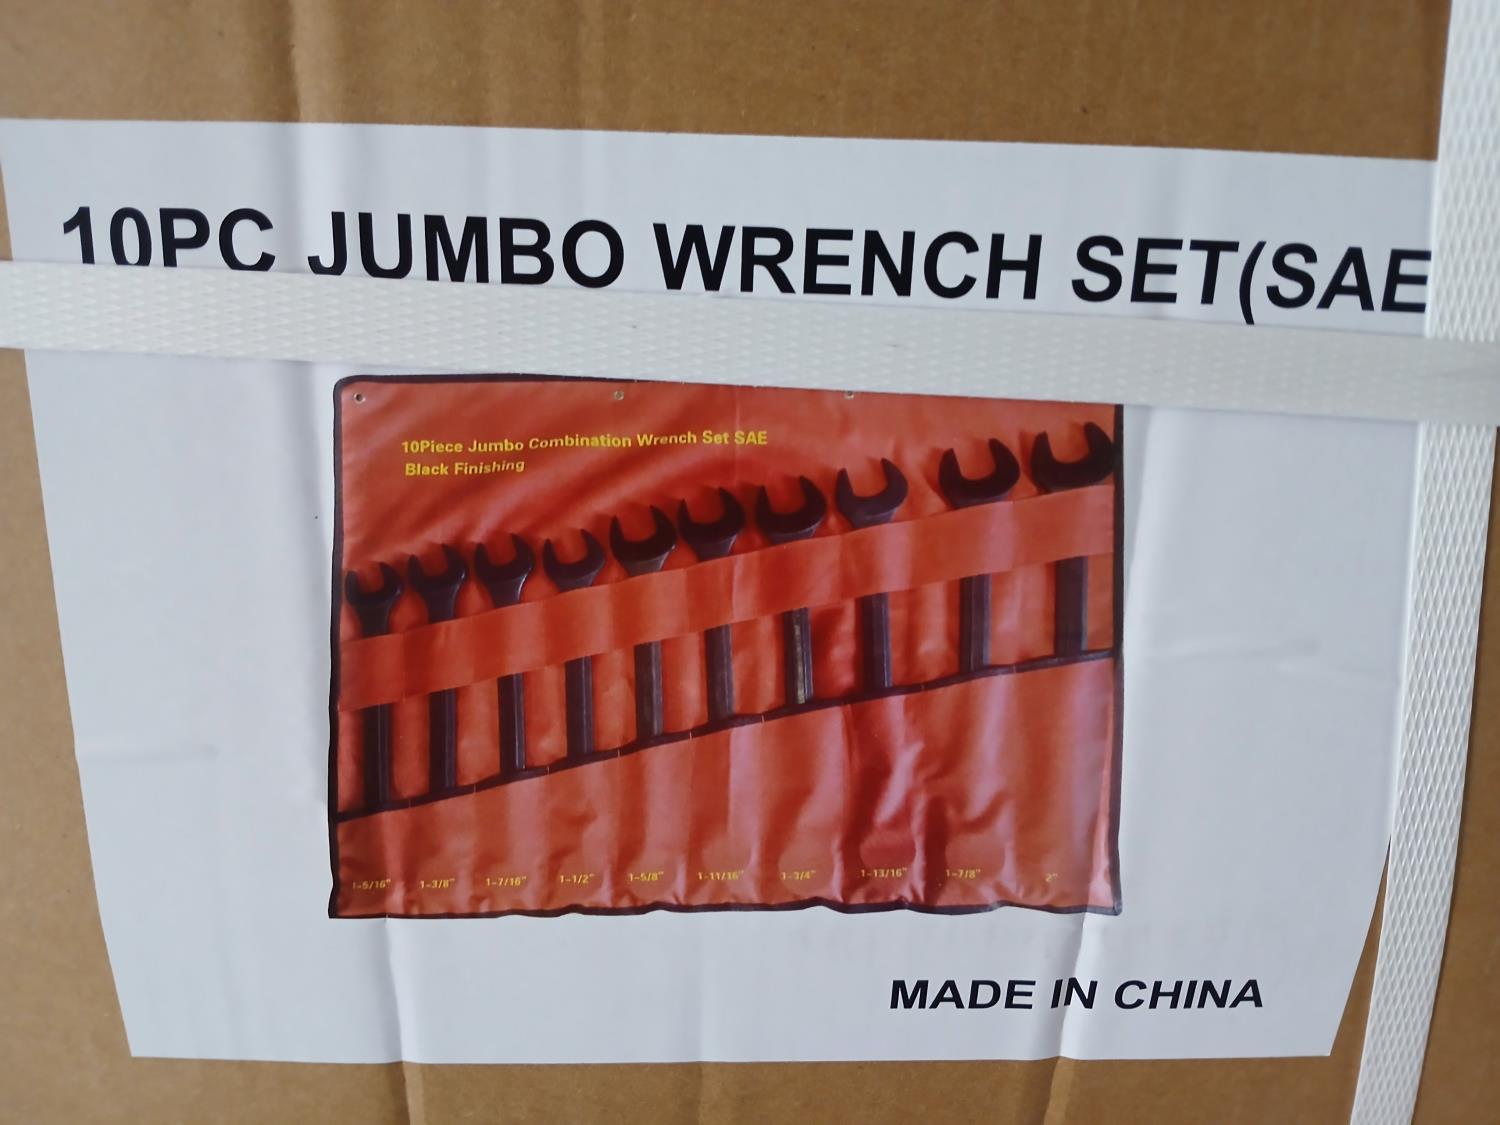 10PC JUMBO WRENCH SET(SAE
10Piece Jumbo Combination Wrench Set SAE
Black Finishing
1-5/16" 1-3/8" 1-7/16" 1-1/2" 1-5/8" 1-11/16" 1-3/4" 1-13/16" 1-7/8" 2"
MADE IN CHINA